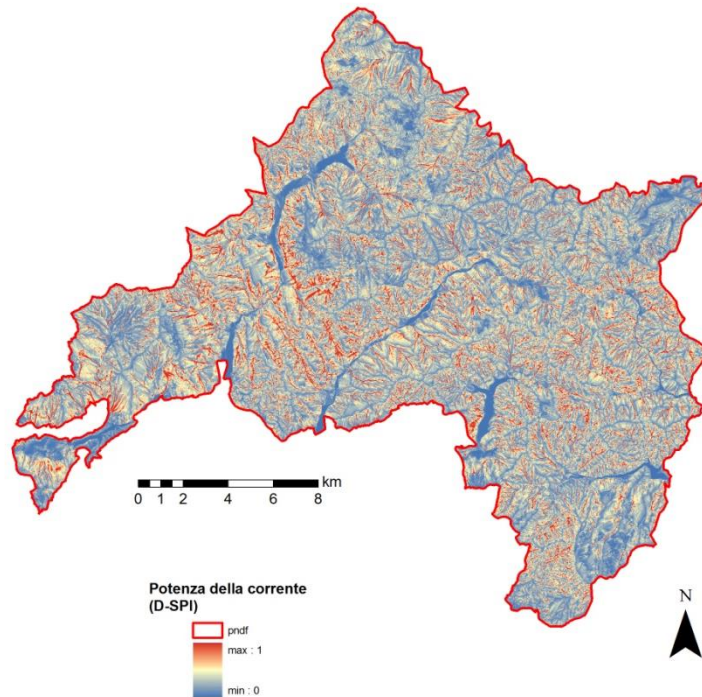 km
0 1 2 4 6 8
Potenza della corrente
(D-SPI)
pndf
max : 1
min : 0
N